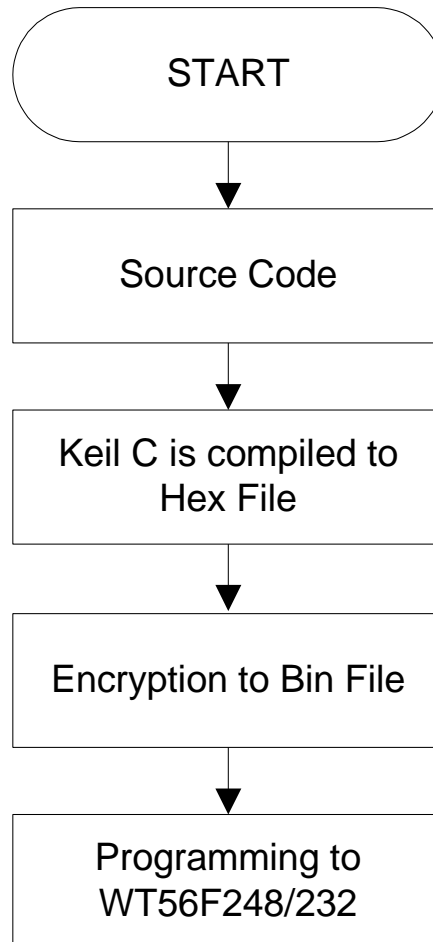 START
Source Code
Keil C is compiled to
Hex File
Encryption to Bin File
Programming to
WT56F248/232